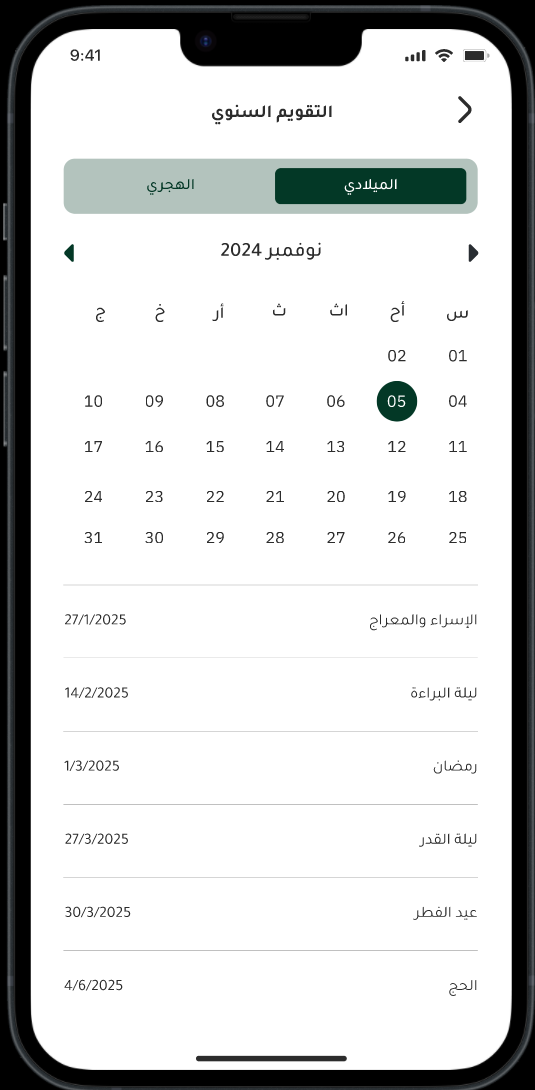 9:41
التقويم السنوي
الميلادي الهجري
نوفمبر 2024
س أح اث ث أر خ ج
01 02
04 05 06 07 08 09 10
11 12 13 14 15 16 17
18 19 20 21 22 23 24
25 26 27 28 29 30 31
الإسراء والمعراج 27/1/2025
ليلة البراءة 14/2/2025
رمضان 1/3/2025
ليلة القدر 27/3/2025
عيد الفطر 30/3/2025
الحج 4/6/2025